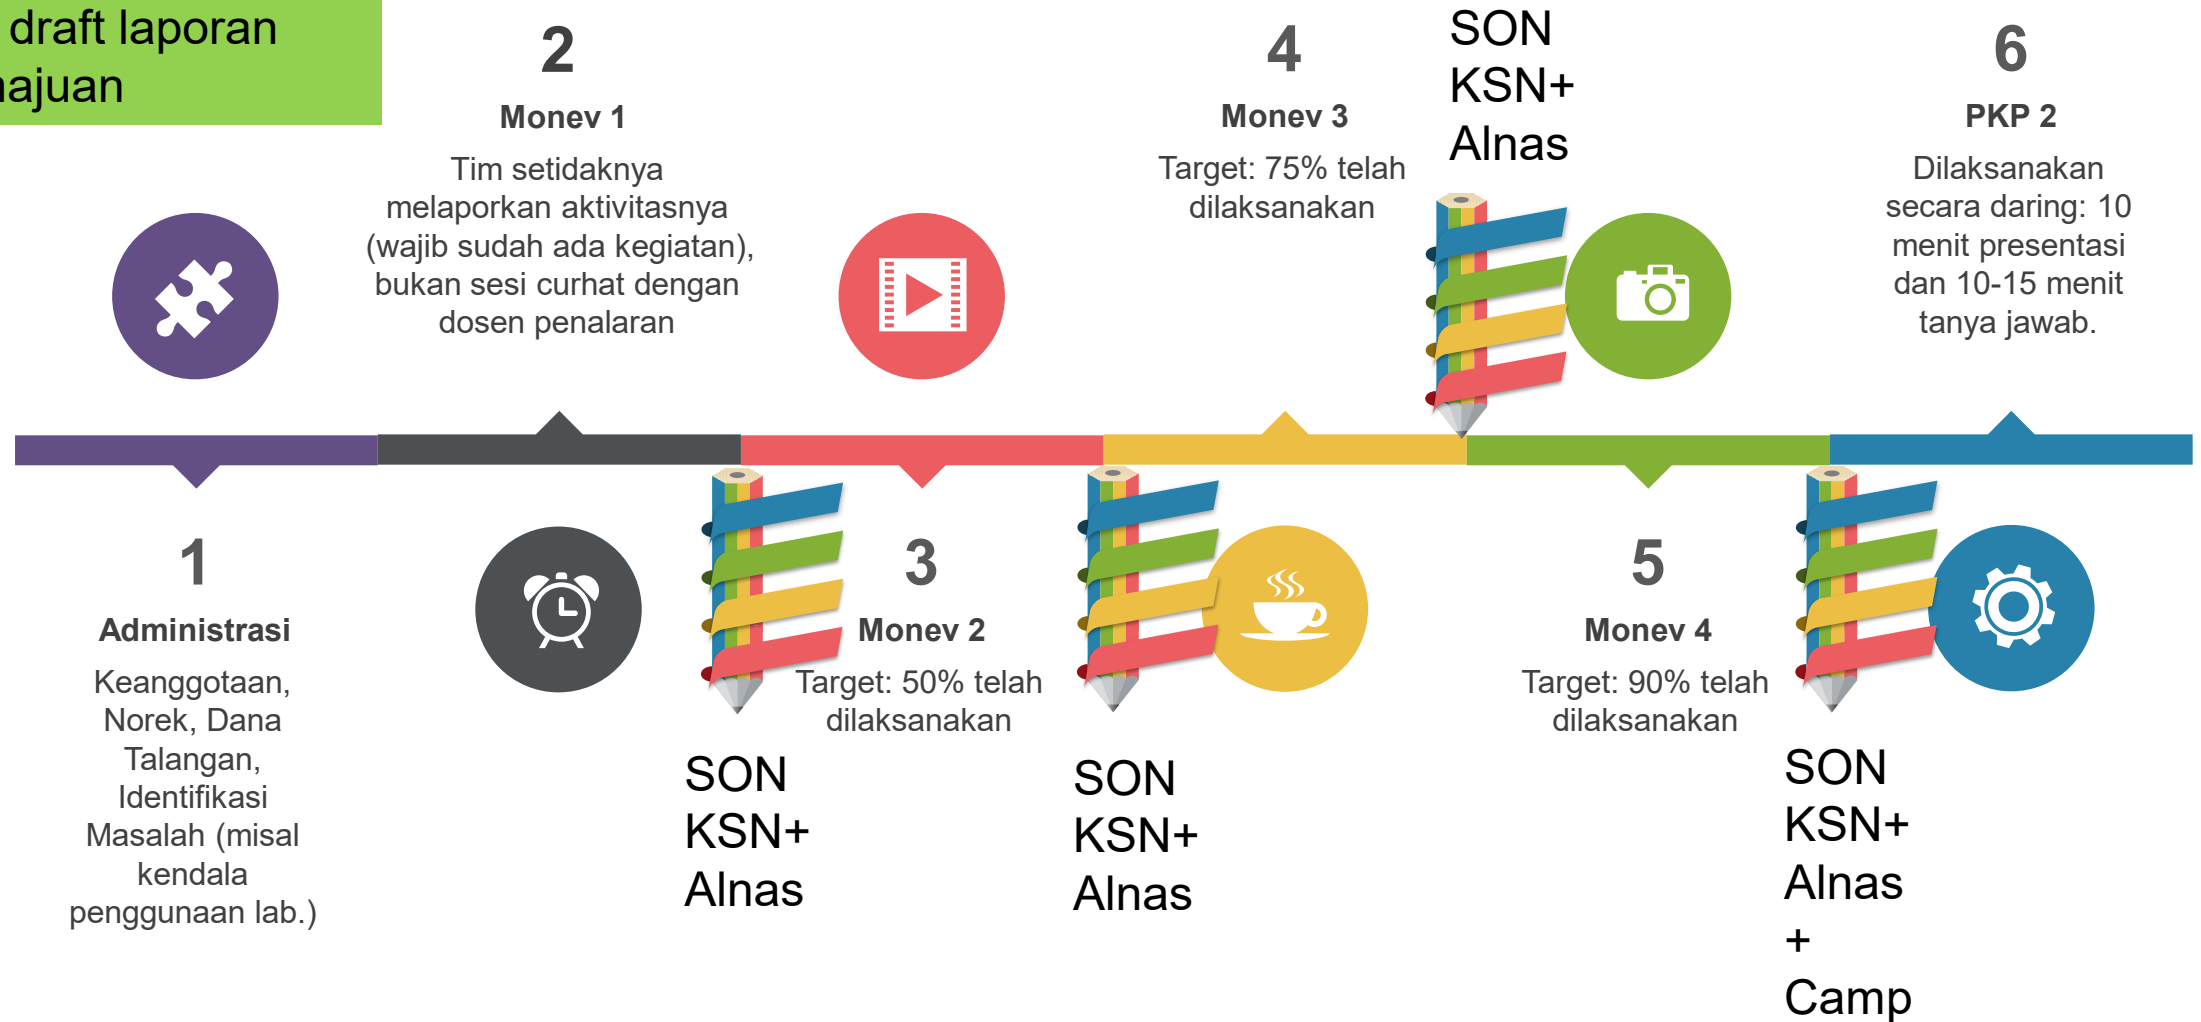 draft laporan
majuan
2
Monev 1
Tim setidaknya
melaporkan aktivitasnya
(wajib sudah ada kegiatan),
bukan sesi curhat dengan
dosen penalaran
4
Monev 3
Target: 75% telah
dilaksanakan
SON
KSN+
Alnas
6
PKP 2
Dilaksanakan
secara daring: 10
menit presentasi
dan 10-15 menit
tanya jawab.
1
Administrasi
Keanggotaan,
Norek, Dana
Talangan,
Identifikasi
Masalah (misal
kendala
penggunaan lab.)
SON
KSN+
Alnas
3
Monev 2
Target: 50% telah
dilaksanakan
SON
KSN+
Alnas
5
Monev 4
Target: 90% telah
dilaksanakan
SON
KSN+
Alnas
+
Camp